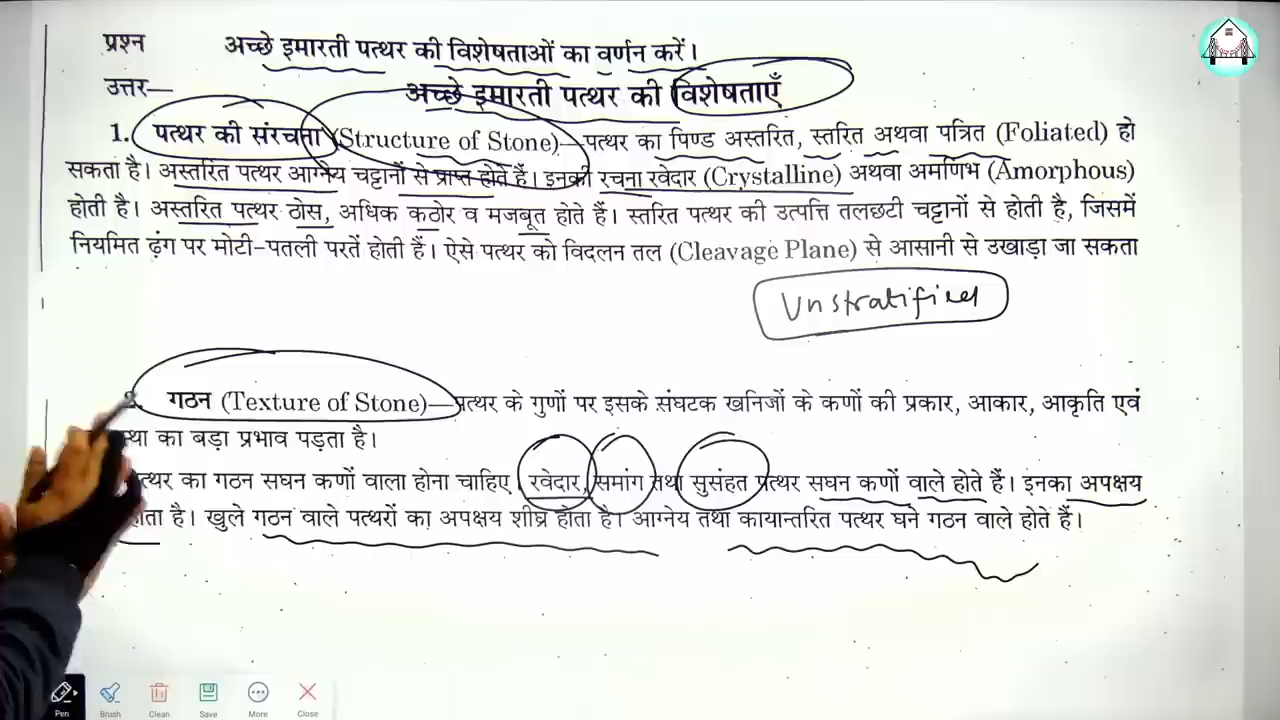 प्रश्न अच्छे इमारती पत्थर की विशेषताओं का वर्णन करें।
उत्तर— अच्छे इमारती पत्थर की विशेषताएँ
1. पत्थर की संरचता (Structure of Stone)—पत्थर का पिण्ड अस्तरित, स्तरित अथवा पत्रित (Foliated) हो
सकता है। अस्तरित पत्थर आग्नेय चट्टानों से प्राप्त होते हैं। इनकी रचना रवेदार (Crystalline) अथवा अमणिभ (Amorphous)
होती है। अस्तरित पत्थर ठोस, अधिक कठोर व मजबूत होते हैं। स्तरित पत्थर की उत्पत्ति तलछटी चट्टानों से होती है, जिसमें
नियमित ढ़ंग पर मोटी-पतली परतें होती हैं। ऐसे पत्थर को विदलन तल (Cleavage Plane) से आसानी से उखाड़ा जा सकता
Unstratified
2. गठन (Texture of Stone)—पत्थर के गुणों पर इसके संघटक खनिजों के कणों की प्रकार, आकार, आकृति एवं
का बड़ा प्रभाव पड़ता है।
का गठन सघन कणों वाला होना चाहिए रवेदार, समांग तथा सुसंहत पत्थर सघन कणों वाले होते हैं। इनका अपक्षय
है। खुले गठन वाले पत्थरों का अपक्षय शीघ्र होता है। आग्नेय तथा कायान्तरित पत्थर घने गठन वाले होते हैं।
Pen Brush Clean Save More Close